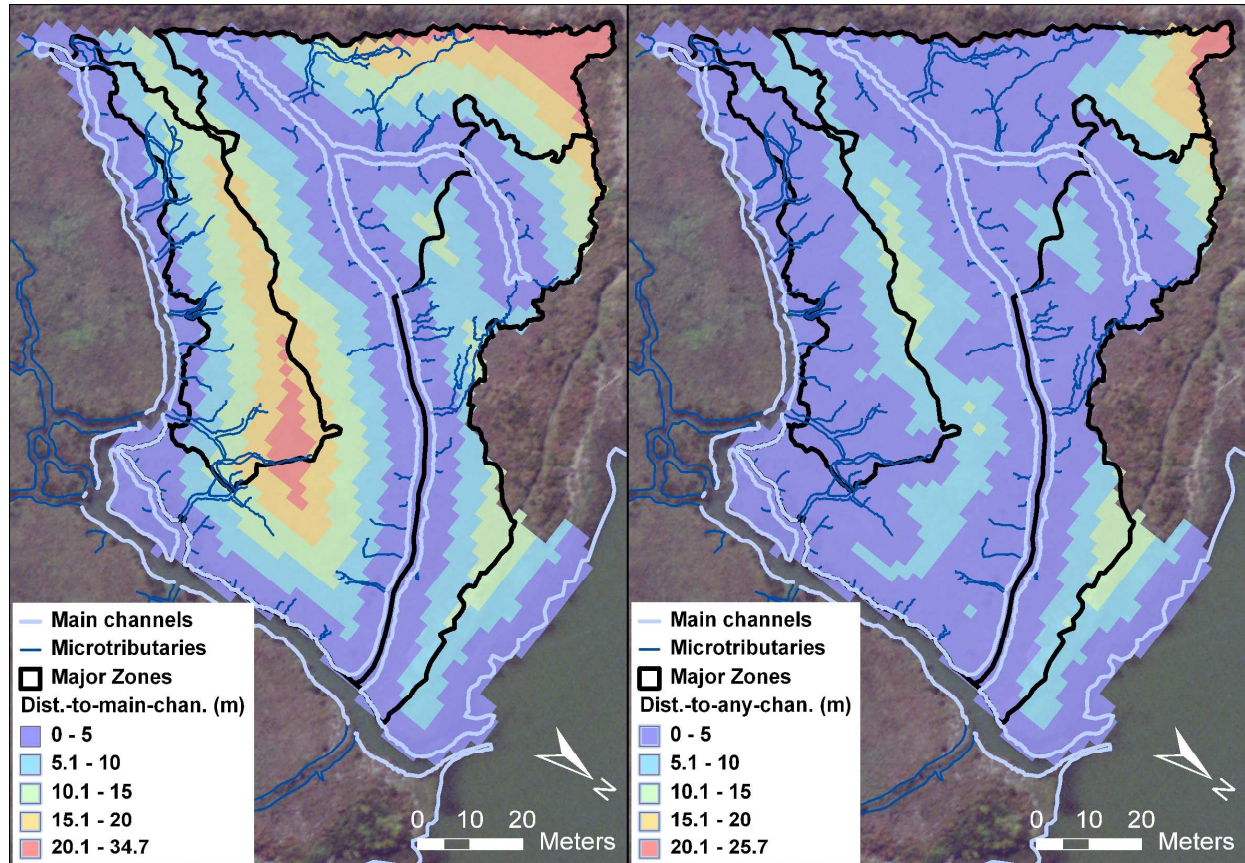 Main channels
Microtributaries
Major Zones
Dist.-to-main-chan. (m)
0 - 5
5.1 - 10
10.1 - 15
15.1 - 20
20.1 - 34.7
N
0 10 20
Meters
Main channels
Microtributaries
Major Zones
Dist.-to-any-chan. (m)
0 - 5
5.1 - 10
10.1 - 15
15.1 - 20
20.1 - 25.7
N
0 10 20
Meters